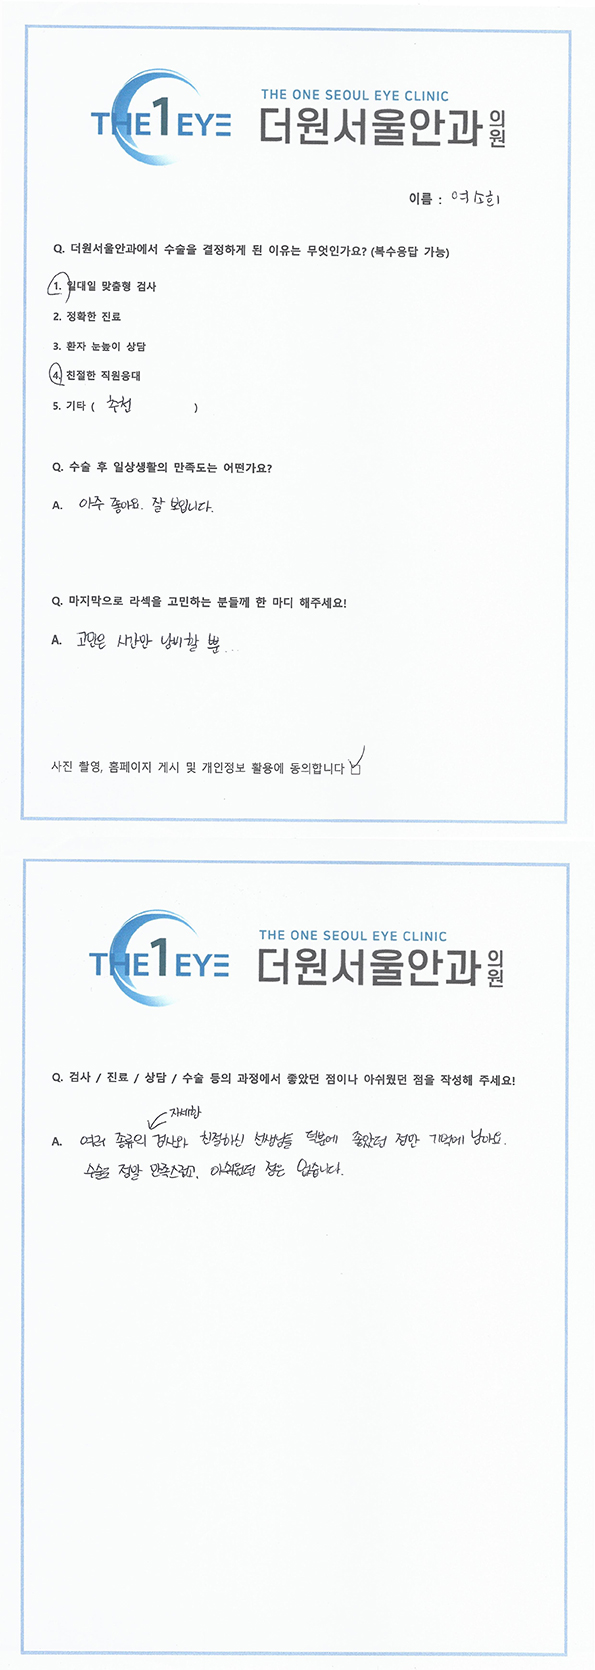 THE 1 EYE
THE ONE SEOUL EYE CLINIC
더원서울안과의원
이름 : 여소희
Q. 더원서울안과에서 수술을 결정하게 된 이유는 무엇인가요? (복수응답 가능)
1. 일대일 맞춤형 검사
2. 정확한 진료
3. 환자 눈높이 상담
4. 친절한 직원응대
5. 기타 ( 추천 )
Q. 수술 후 일상생활의 만족도는 어떤가요?
A. 아주 좋아요. 잘 보입니다.
Q. 마지막으로 라섹을 고민하는 분들께 한 마디 해주세요!
A. 고민은 시간만 낭비할 뿐...
사진 촬영, 홈페이지 게시 및 개인정보 활용에 동의합니다
THE 1 EYE
THE ONE SEOUL EYE CLINIC
더원서울안과의원
Q. 검사 / 진료 / 상담 / 수술 등의 과정에서 좋았던 점이나 아쉬웠던 점을 작성해 주세요!
자세한
A. 여러 종류의 검사와 친절하신 선생님들 덕분에 좋았던 점만 기억에 남아요.
수술도 정말 만족스럽고, 아쉬웠던 점은 없습니다.